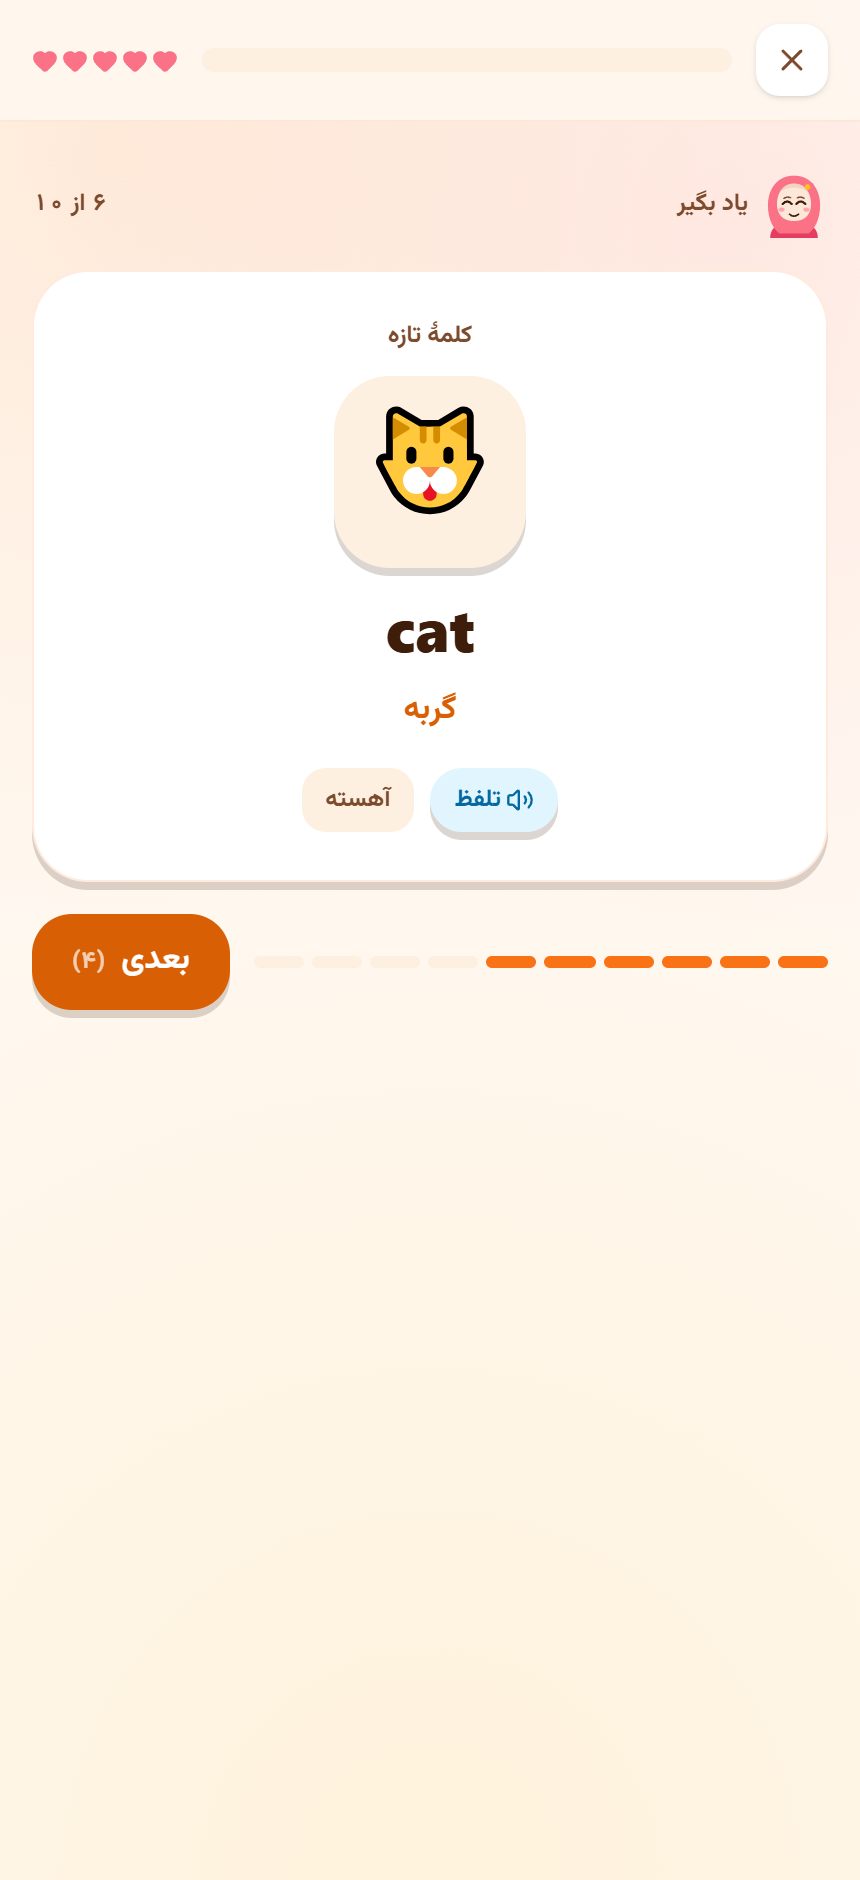 یاد بگیر
۶ از ۱۰
کلمهٔ تازه
cat
گربه
تلفظ
آهسته
بعدی (۴)